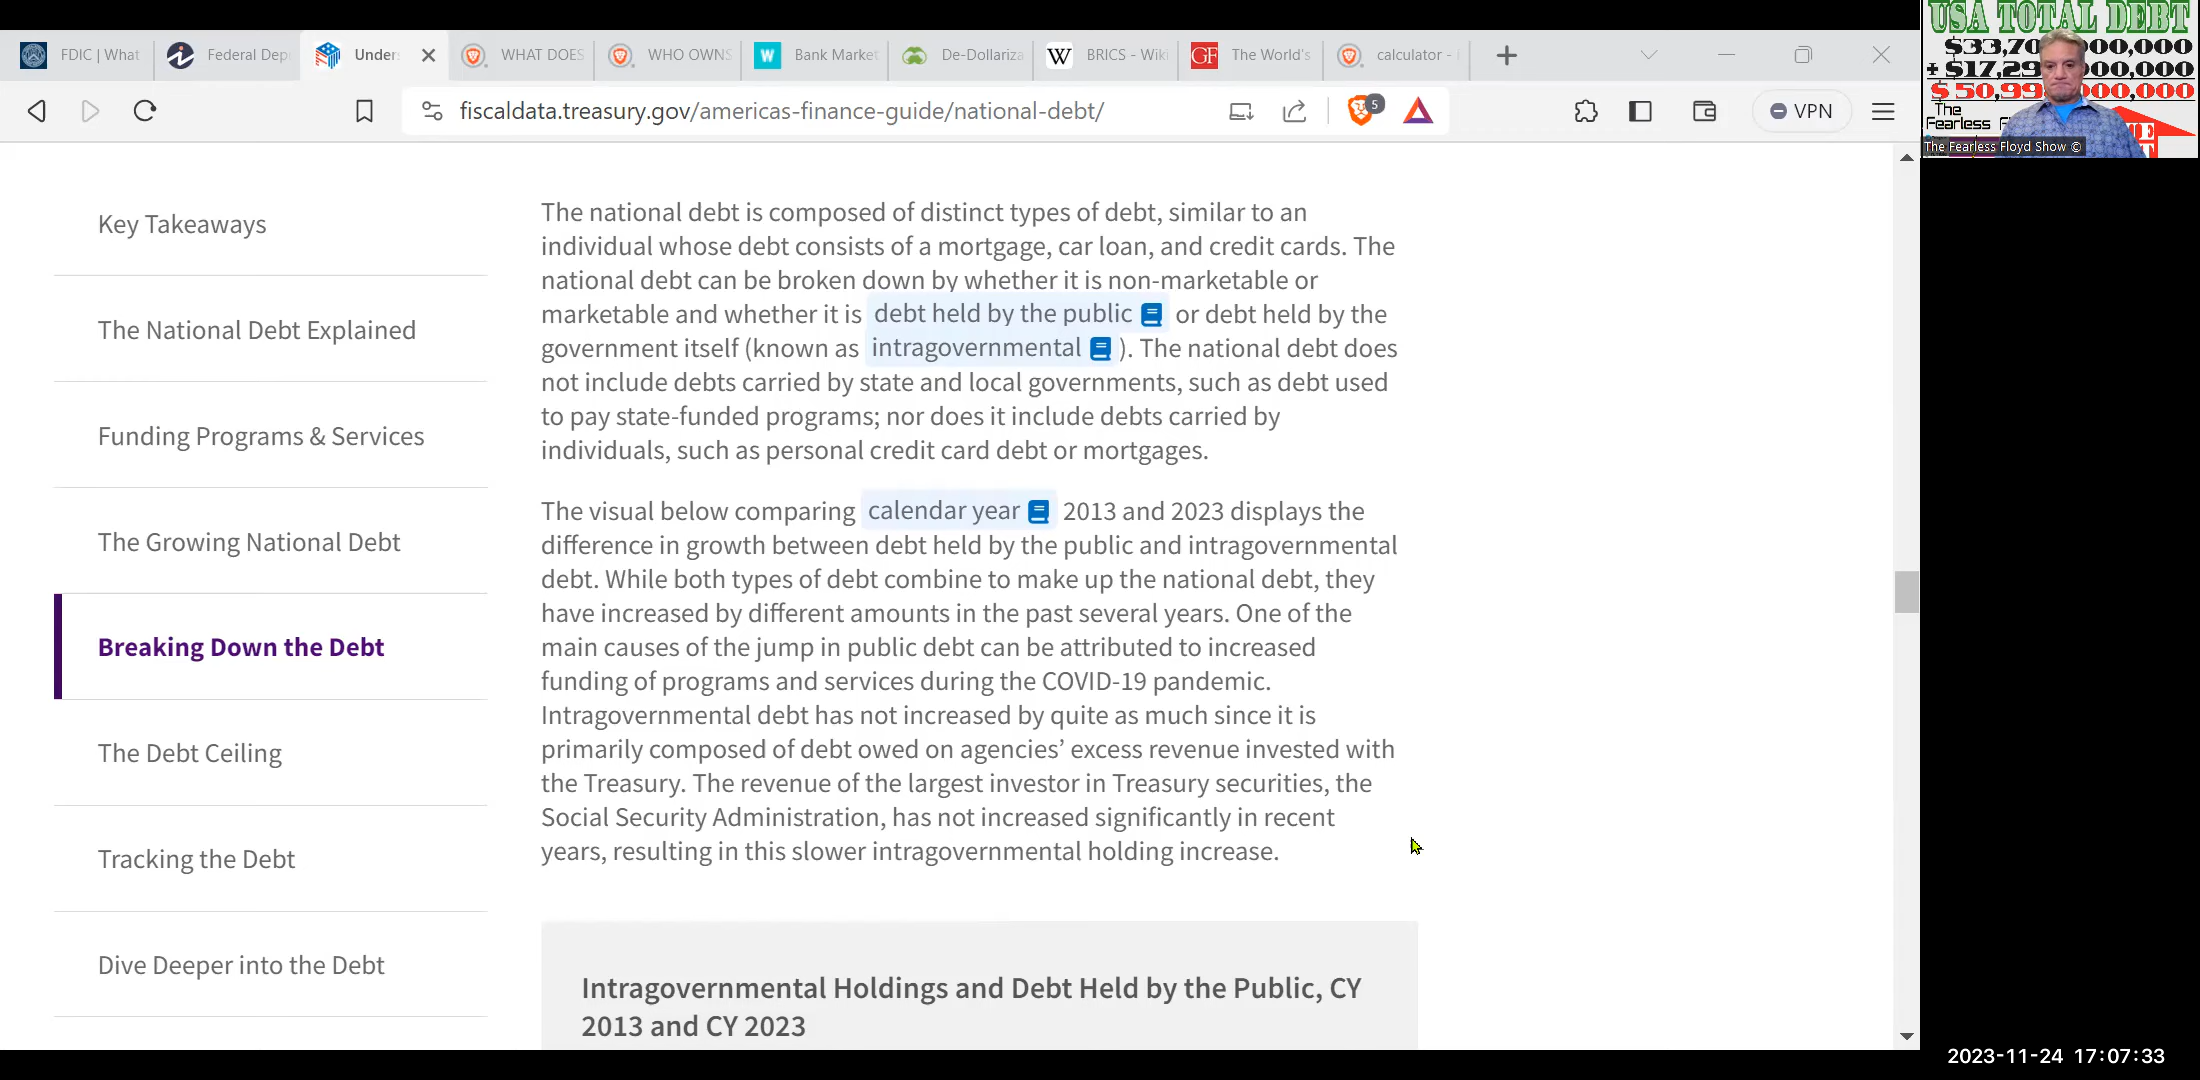 FDIC | What
Federal Dep
Under
WHAT DOES
WHO OWNS
Bank Market
De-Dollariza
BRICS - Wiki
The World's
calculator -
fiscaldata.treasury.gov/americas-finance-guide/national-debt/
5
VPN
USA TOTAL DEBT
$33,70 000,000
+ $17,29 000,000
$ 50,99 000,000
The
Fearless
The Fearless Floyd Show ©
Key Takeaways
The National Debt Explained
Funding Programs & Services
The Growing National Debt
Breaking Down the Debt
The Debt Ceiling
Tracking the Debt
Dive Deeper into the Debt
The national debt is composed of distinct types of debt, similar to an
individual whose debt consists of a mortgage, car loan, and credit cards. The
national debt can be broken down by whether it is non-marketable or
marketable and whether it is debt held by the public or debt held by the
government itself (known as intragovernmental ). The national debt does
not include debts carried by state and local governments, such as debt used
to pay state-funded programs; nor does it include debts carried by
individuals, such as personal credit card debt or mortgages.
The visual below comparing calendar year 2013 and 2023 displays the
difference in growth between debt held by the public and intragovernmental
debt. While both types of debt combine to make up the national debt, they
have increased by different amounts in the past several years. One of the
main causes of the jump in public debt can be attributed to increased
funding of programs and services during the COVID-19 pandemic.
Intragovernmental debt has not increased by quite as much since it is
primarily composed of debt owed on agencies’ excess revenue invested with
the Treasury. The revenue of the largest investor in Treasury securities, the
Social Security Administration, has not increased significantly in recent
years, resulting in this slower intragovernmental holding increase.
Intragovernmental Holdings and Debt Held by the Public, CY
2013 and CY 2023
2023-11-24 17:07:33